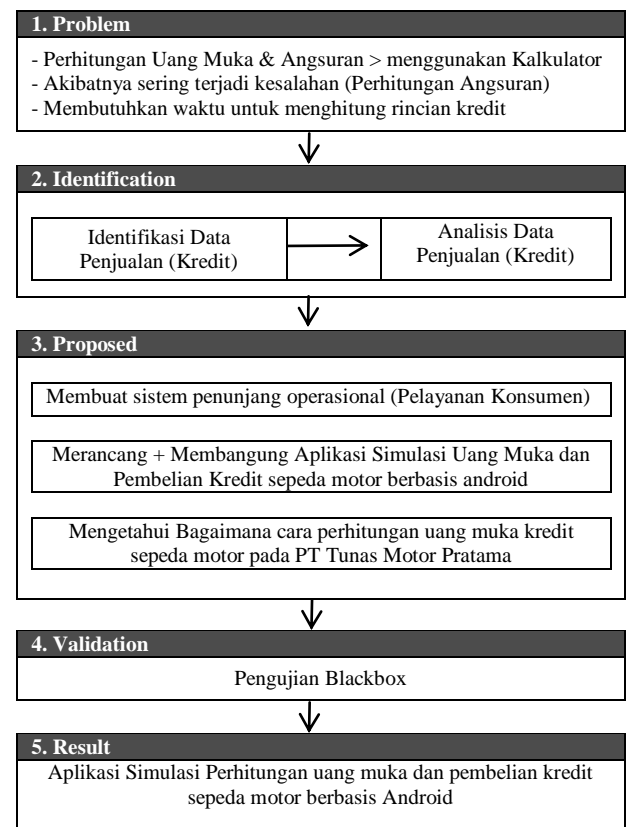 1. Problem
- Perhitungan Uang Muka & Angsuran > menggunakan Kalkulator
- Akibatnya sering terjadi kesalahan (Perhitungan Angsuran)
- Membutuhkan waktu untuk menghitung rincian kredit
2. Identification
Identifikasi Data
Penjualan (Kredit)
Analisis Data
Penjualan (Kredit)
3. Proposed
Membuat sistem penunjang operasional (Pelayanan Konsumen)
Merancang + Membangung Aplikasi Simulasi Uang Muka dan
Pembelian Kredit sepeda motor berbasis android
Mengetahui Bagaimana cara perhitungan uang muka kredit
sepeda motor pada PT Tunas Motor Pratama
4. Validation
Pengujian Blackbox
5. Result
Aplikasi Simulasi Perhitungan uang muka dan pembelian kredit
sepeda motor berbasis Android